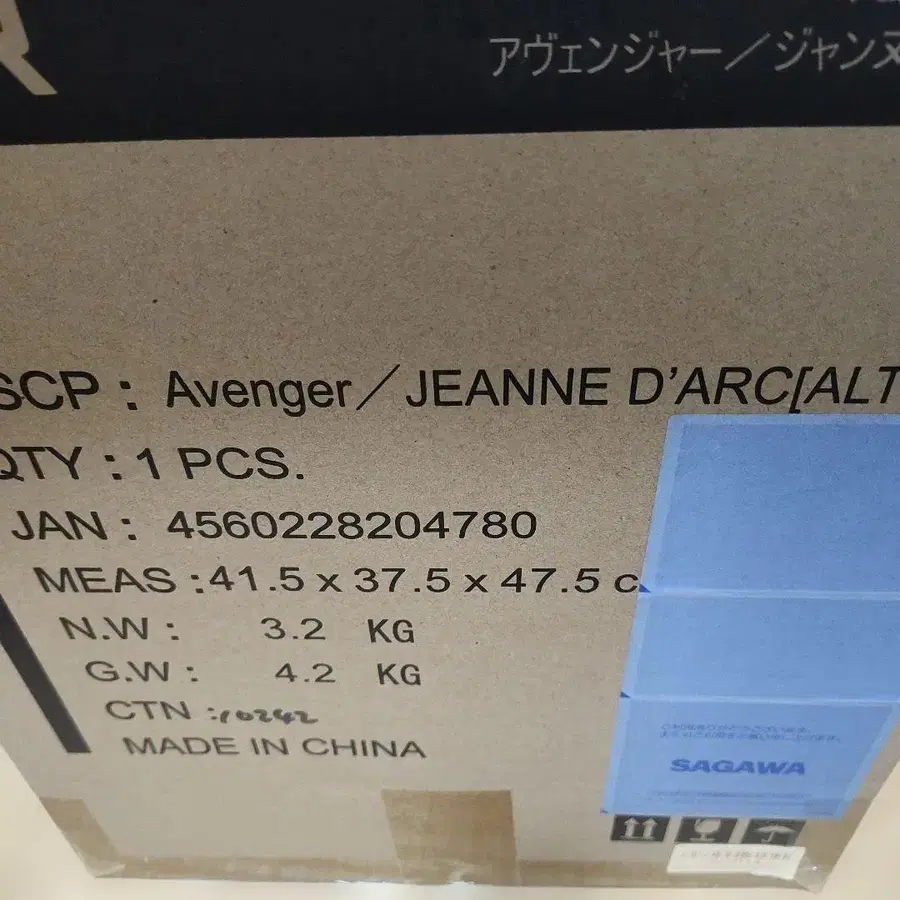 R
アヴェンジャー／ジャンヌ
SCP : Avenger／JEANNE D'ARC[ALT
QTY : 1 PCS.
JAN : 4560228204780
MEAS :41.5 x 37.5 x 47.5 c
N.W : 3.2 KG
G.W : 4.2 KG
CTN :10242
MADE IN CHINA
SAGAWA